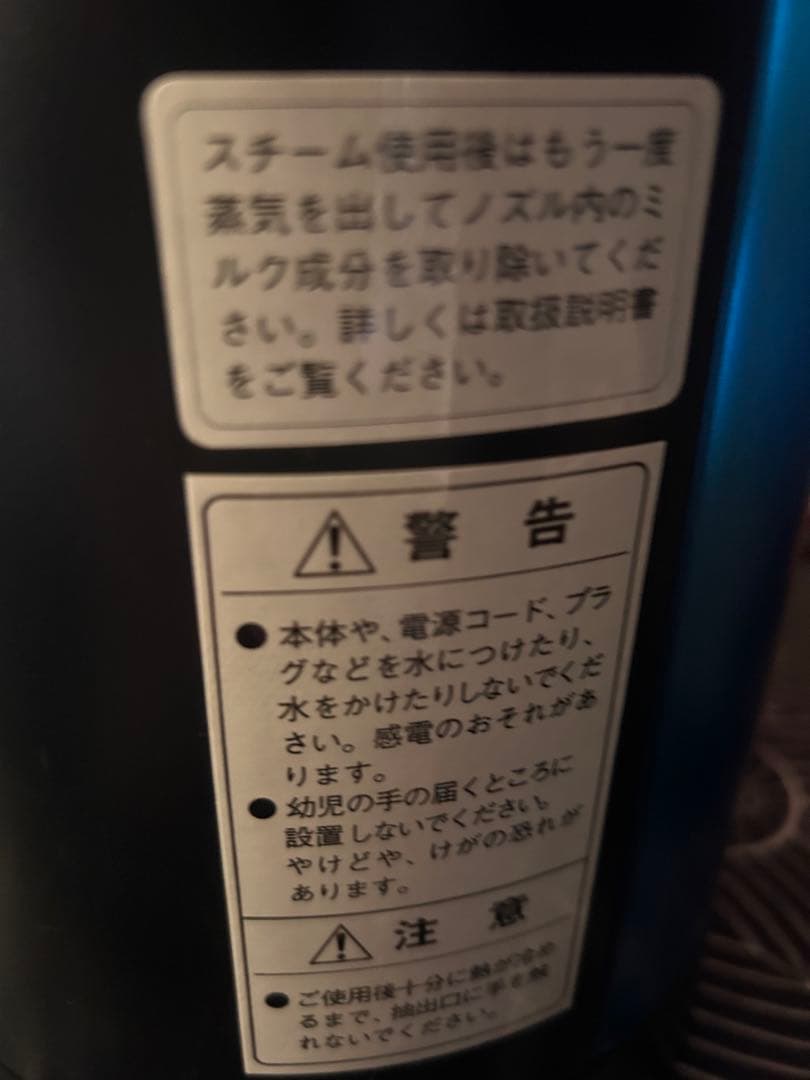 スチーム使用後はもう一度
蒸気を出してノズル内のミ
ルク成分を取り除いてくだ
さい。詳しくは取扱説明書
をご覧ください。
警 告
●本体や、電源コード、プラ
グなどを水につけたり、
水をかけたりしないでくだ
さい。感電のおそれがあ
ります。
●幼児の手の届くところに
設置しないでください。
やけどや、けがの恐れが
あります。
注 意
●ご使用後十分に熱が冷め
るまで、抽出口に手を触
れないでください。